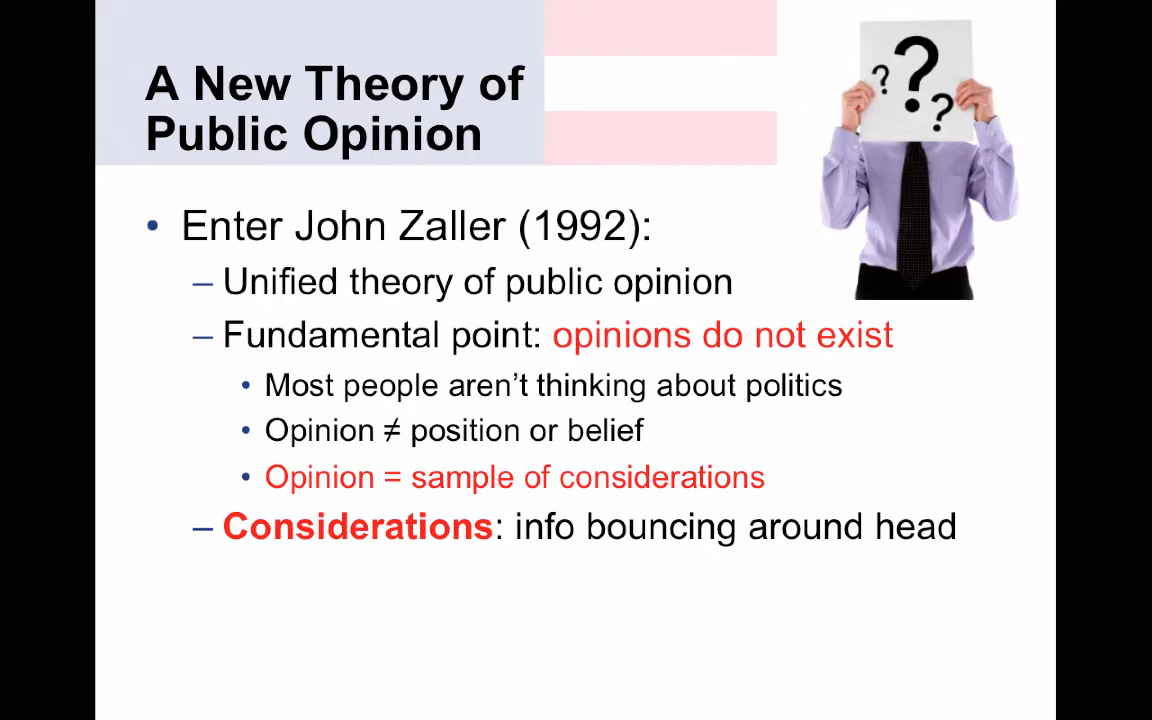 A New Theory of
Public Opinion
? ? ?
• Enter John Zaller (1992):
– Unified theory of public opinion
– Fundamental point: opinions do not exist
• Most people aren’t thinking about politics
• Opinion ≠ position or belief
• Opinion = sample of considerations
– Considerations: info bouncing around head